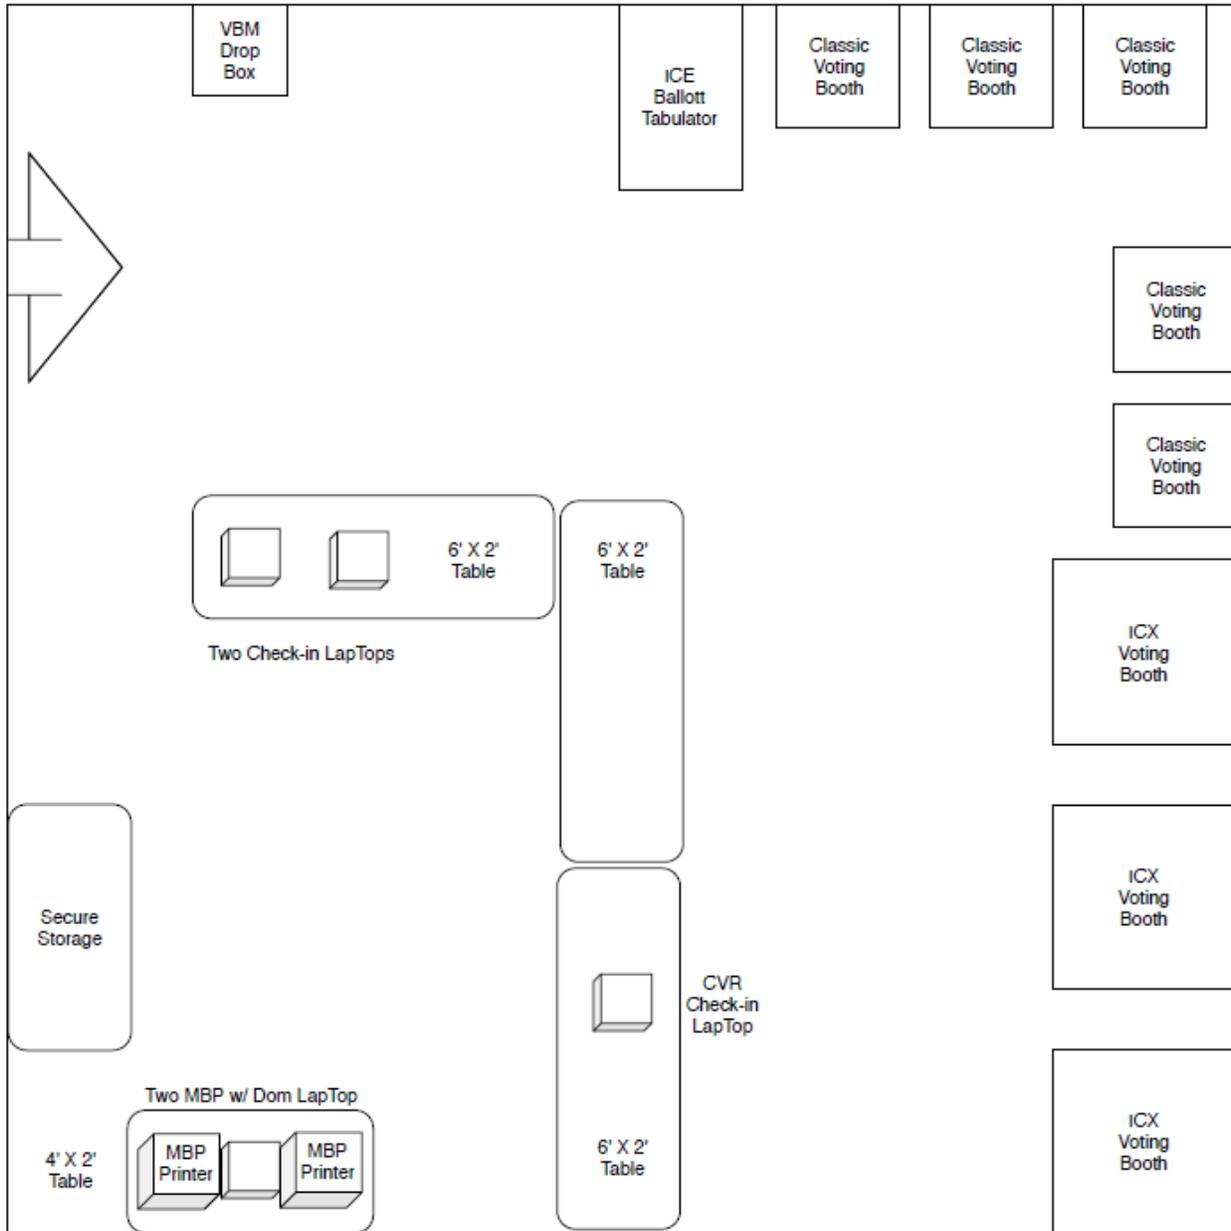 VBM
Drop
Box
ICE
Ballott
Tabulator
Classic
Voting
Booth
Classic
Voting
Booth
Classic
Voting
Booth
Classic
Voting
Booth
Classic
Voting
Booth
6' X 2'
Table
6' X 2'
Table
Two Check-in LapTops
ICX
Voting
Booth
ICX
Voting
Booth
Secure
Storage
CVR
Check-in
LapTop
Two MBP w/ Dom LapTop
4' X 2'
Table
MBP
Printer
MBP
Printer
6' X 2'
Table
ICX
Voting
Booth